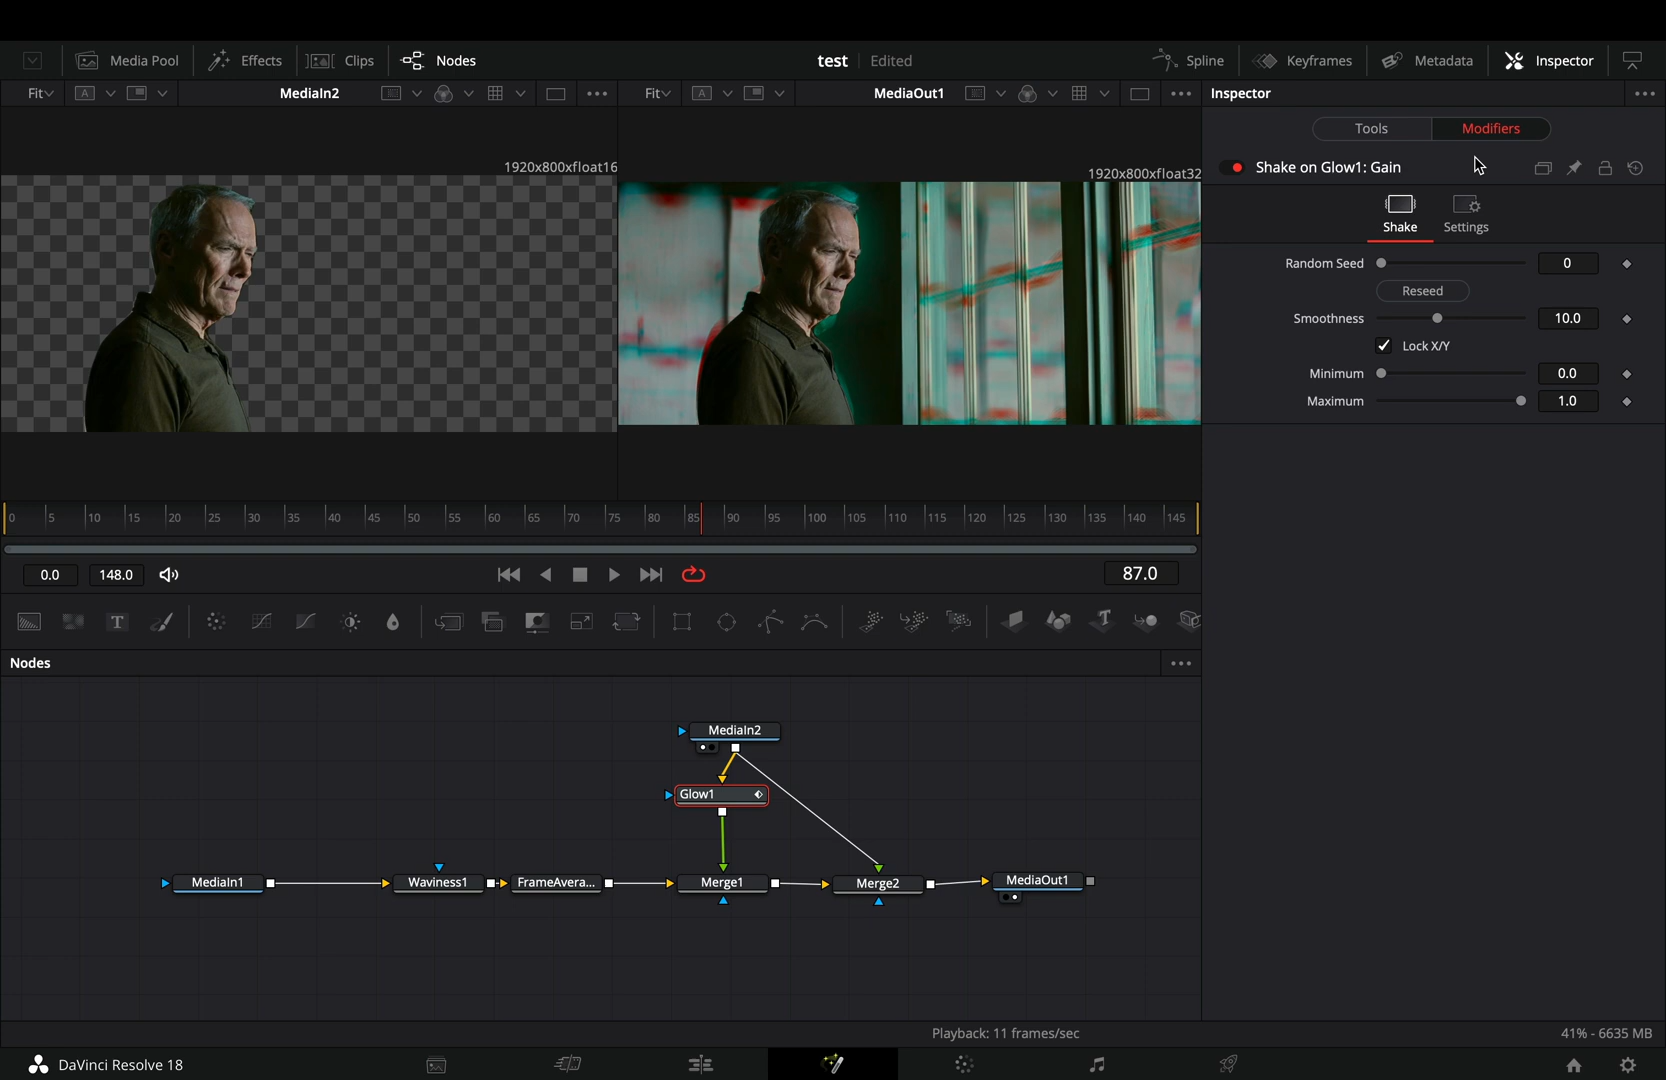 Media Pool Effects Clips Nodes test Edited Spline Keyframes Metadata Inspector
Fit A MediaIn2 Fit A MediaOut1 Inspector
Tools Modifiers
1920x800xfloat16 1920x800xfloat32 Shake on Glow1: Gain
Shake Settings
Random Seed 0
Reseed
Smoothness 10.0
Lock X/Y
Minimum 0.0
Maximum 1.0
0 5 10 15 20 25 30 35 40 45 50 55 60 65 70 75 80 85 90 95 100 105 110 115 120 125 130 135 140 145
0.0 148.0 87.0
T T
Nodes
MediaIn2
Glow1
MediaIn1 Waviness1 FrameAvera... Merge1 Merge2 MediaOut1
Playback: 11 frames/sec 41% - 6635 MB
DaVinci Resolve 18